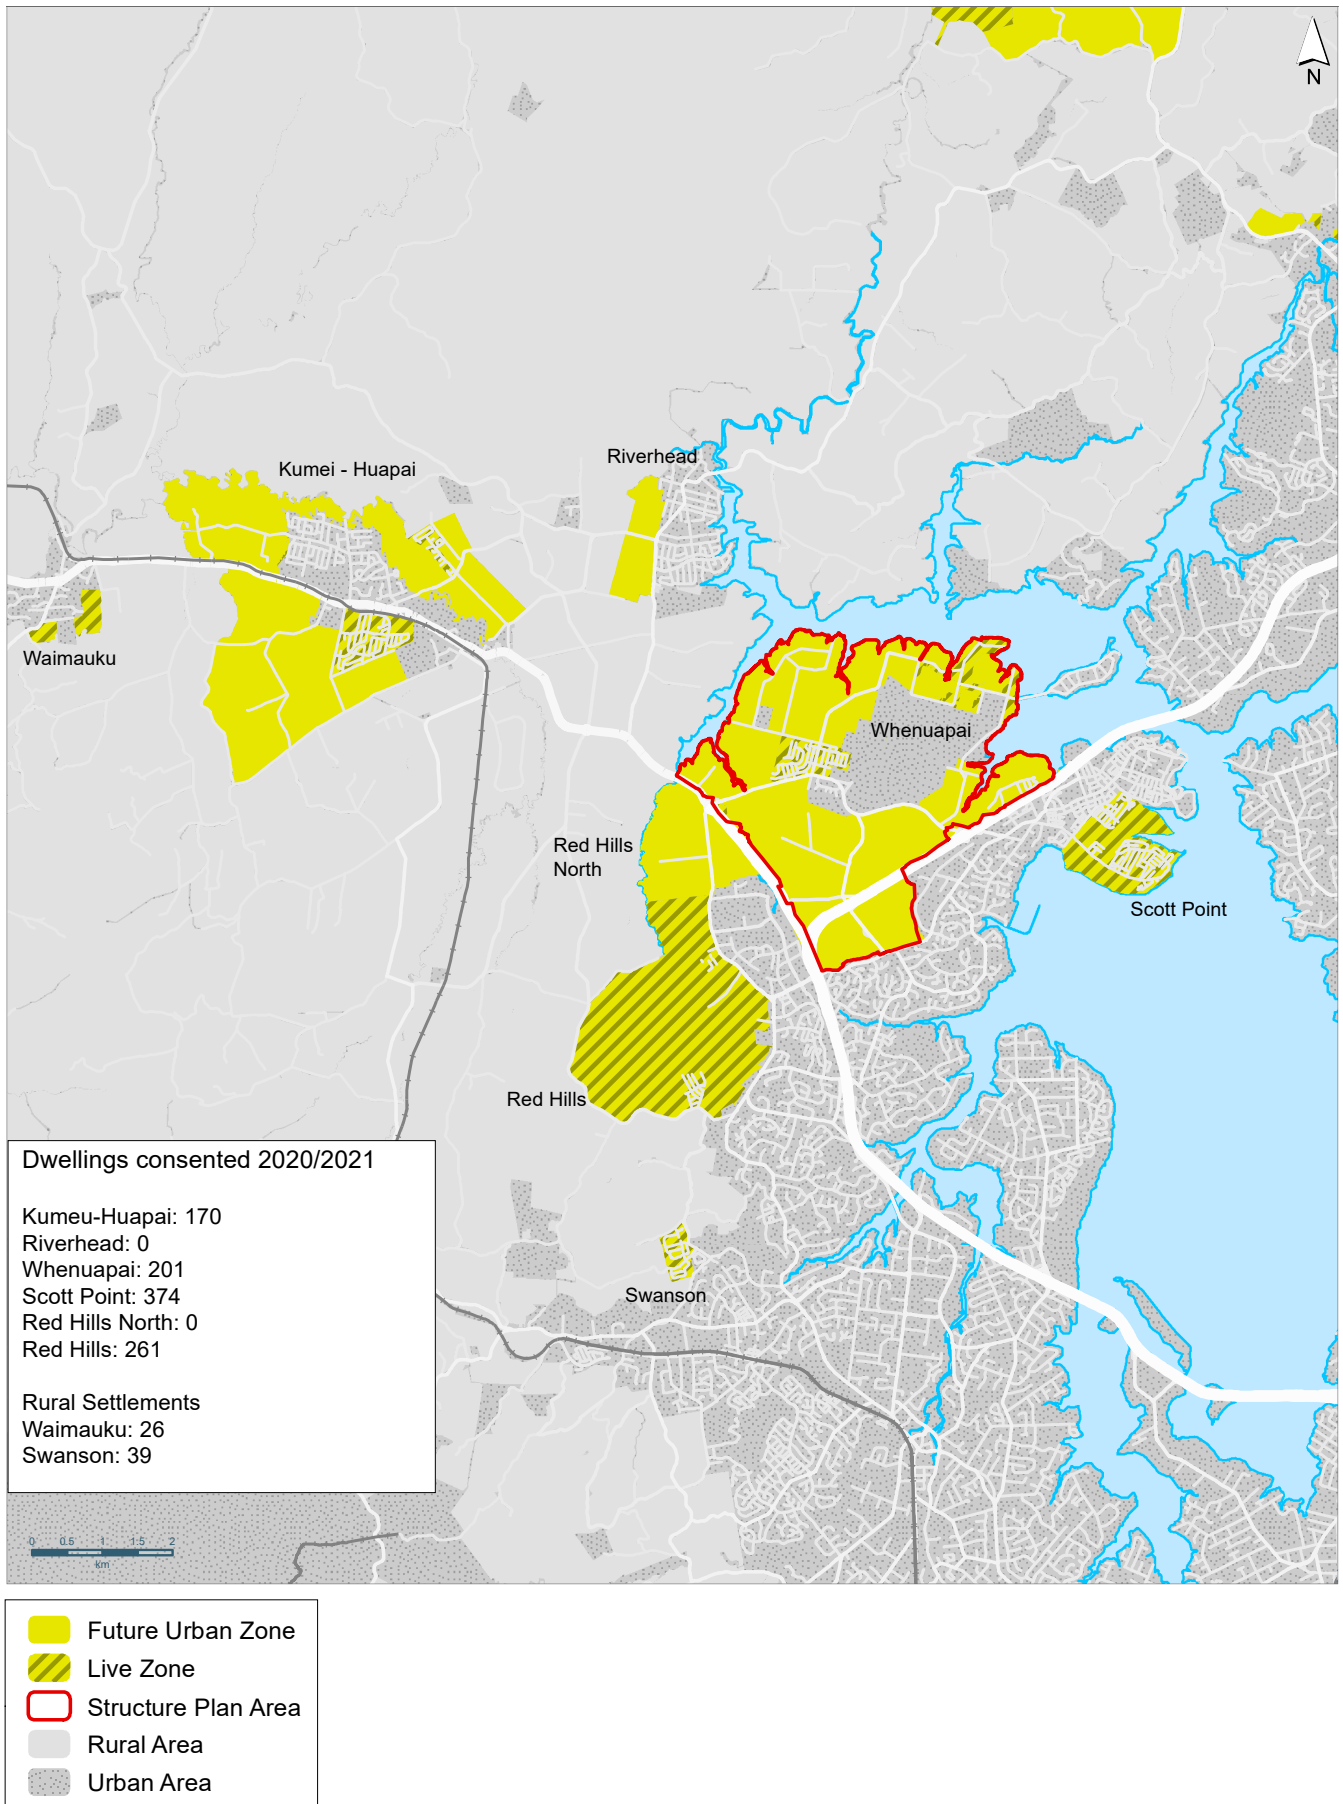 N
Kumei - Huapai
Riverhead
Waimauku
Whenuapai
Red Hills
North
Scott Point
Red Hills
Swanson
Dwellings consented 2020/2021
Kumeu-Huapai: 170
Riverhead: 0
Whenuapai: 201
Scott Point: 374
Red Hills North: 0
Red Hills: 261
Rural Settlements
Waimauku: 26
Swanson: 39
0 0.5 1 1.5 2
km
Future Urban Zone
Live Zone
Structure Plan Area
Rural Area
Urban Area